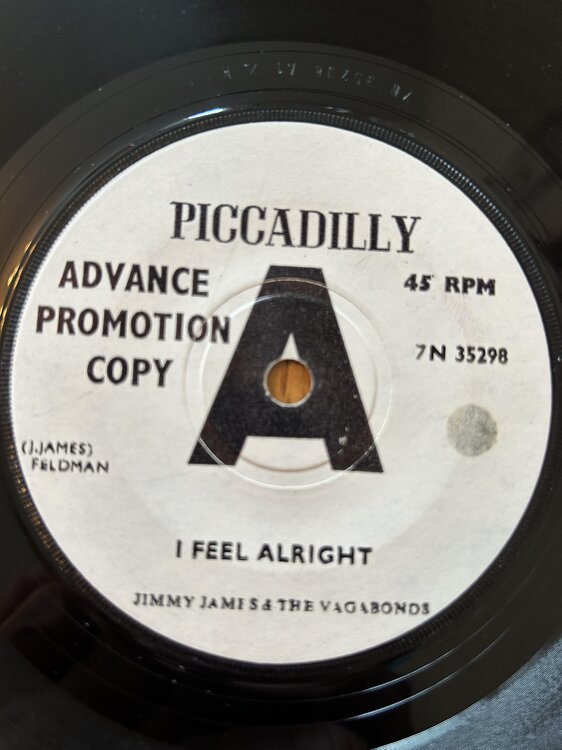 PICCADILLY
ADVANCE
PROMOTION
COPY
A
45 RPM
7N 35298
(J.JAMES)
FELDMAN
I FEEL ALRIGHT
JIMMY JAMES & THE VAGABONDS